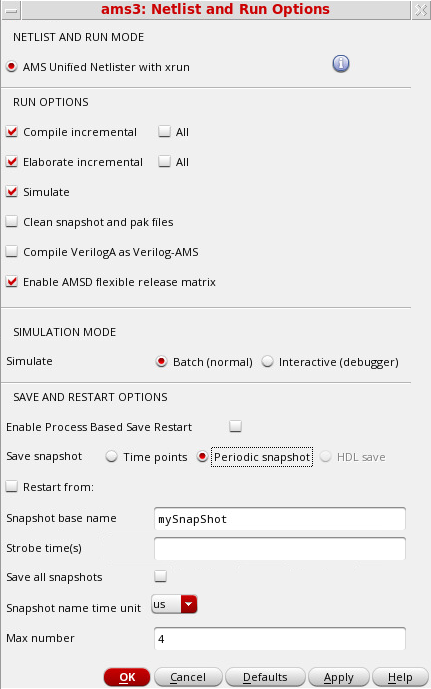 ams3: Netlist and Run Options
NETLIST AND RUN MODE
AMS Unified Netlister with xrun
i
RUN OPTIONS
Compile incremental All
Elaborate incremental All
Simulate
Clean snapshot and pak files
Compile VerilogA as Verilog-AMS
Enable AMSD flexible release matrix
SIMULATION MODE
Simulate Batch (normal) Interactive (debugger)
SAVE AND RESTART OPTIONS
Enable Process Based Save Restart
Save snapshot Time points Periodic snapshot HDL save
Restart from:
Snapshot base name mySnapShot
Strobe time(s)
Save all snapshots
Snapshot name time unit us
Max number 4
OK Cancel Defaults Apply Help